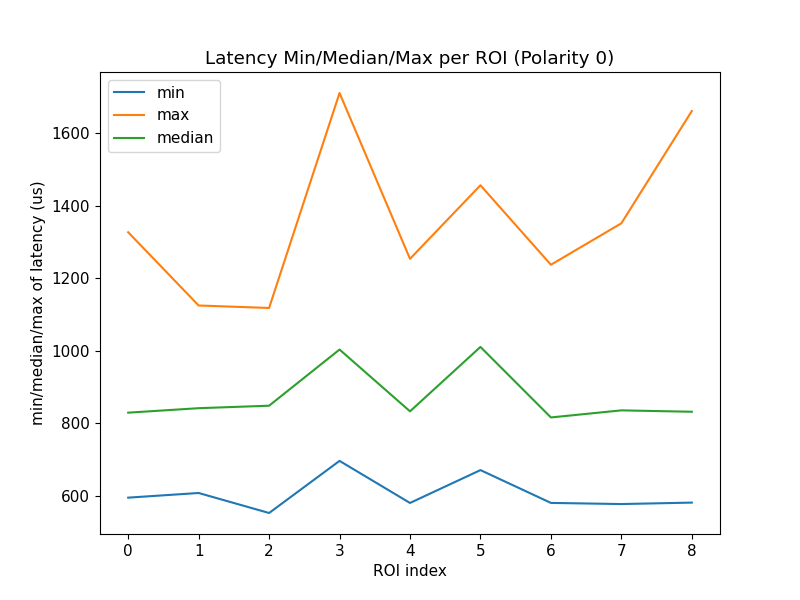 Latency Min/Median/Max per ROI (Polarity 0)
min
max
median
min/median/max of latency (us)
1600
1400
1200
1000
800
600
0 1 2 3 4 5 6 7 8
ROI index